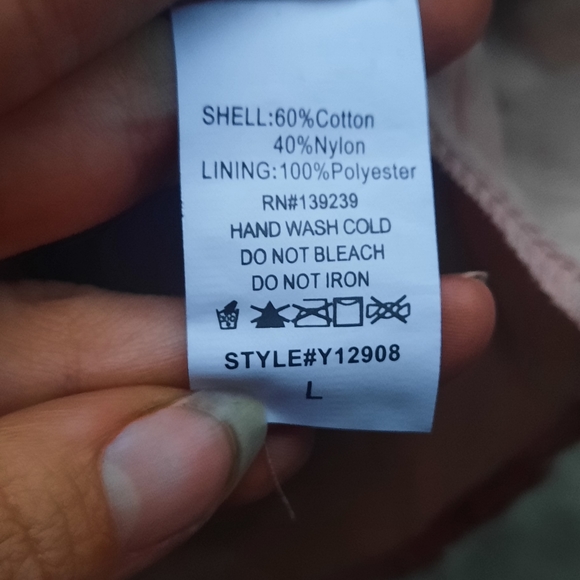 SHELL:60%Cotton
40%Nylon
LINING:100%Polyester
RN#139239
HAND WASH COLD
DO NOT BLEACH
DO NOT IRON
STYLE#Y12908
L